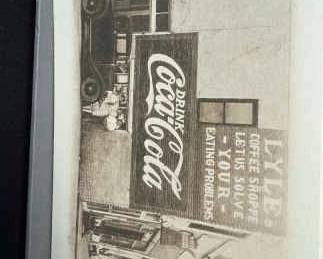 DRINK
Coca-Cola
LYLE'S
COFFEE SHOPPE
LET US SOLVE
- YOUR -
EATING PROBLEMS